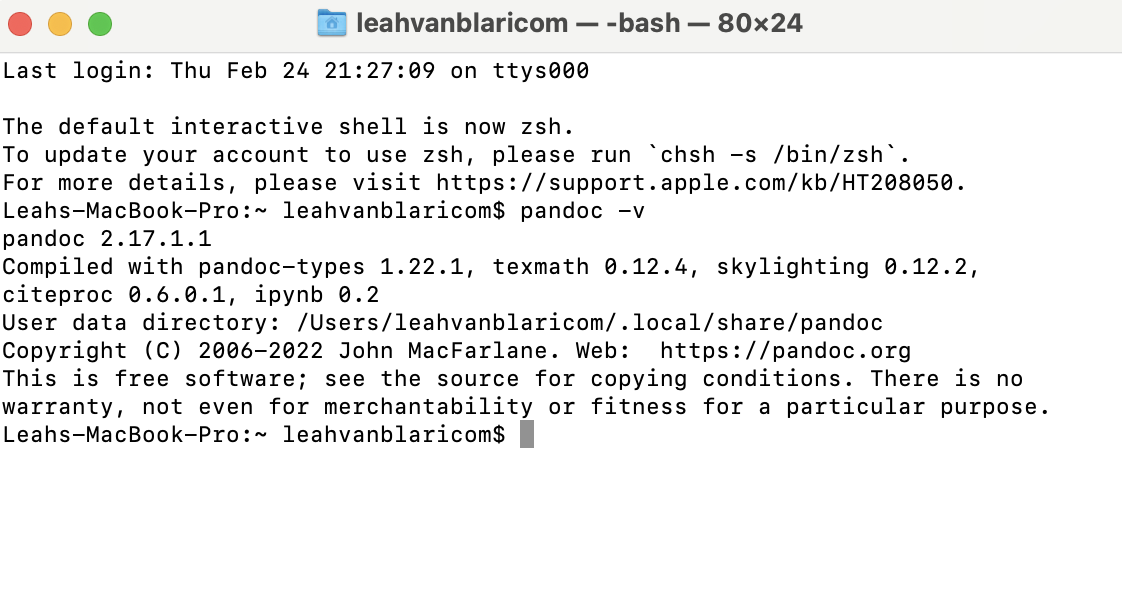 leahvanblaricom — -bash — 80×24
Last login: Thu Feb 24 21:27:09 on ttys000
The default interactive shell is now zsh.
To update your account to use zsh, please run `chsh -s /bin/zsh`.
For more details, please visit https://support.apple.com/kb/HT208050.
Leahs-MacBook-Pro:~ leahvanblaricom$ pandoc -v
pandoc 2.17.1.1
Compiled with pandoc-types 1.22.1, texmath 0.12.4, skylighting 0.12.2,
citeproc 0.6.0.1, ipynb 0.2
User data directory: /Users/leahvanblaricom/.local/share/pandoc
Copyright (C) 2006-2022 John MacFarlane. Web:  https://pandoc.org
This is free software; see the source for copying conditions. There is no
warranty, not even for merchantability or fitness for a particular purpose.
Leahs-MacBook-Pro:~ leahvanblaricom$